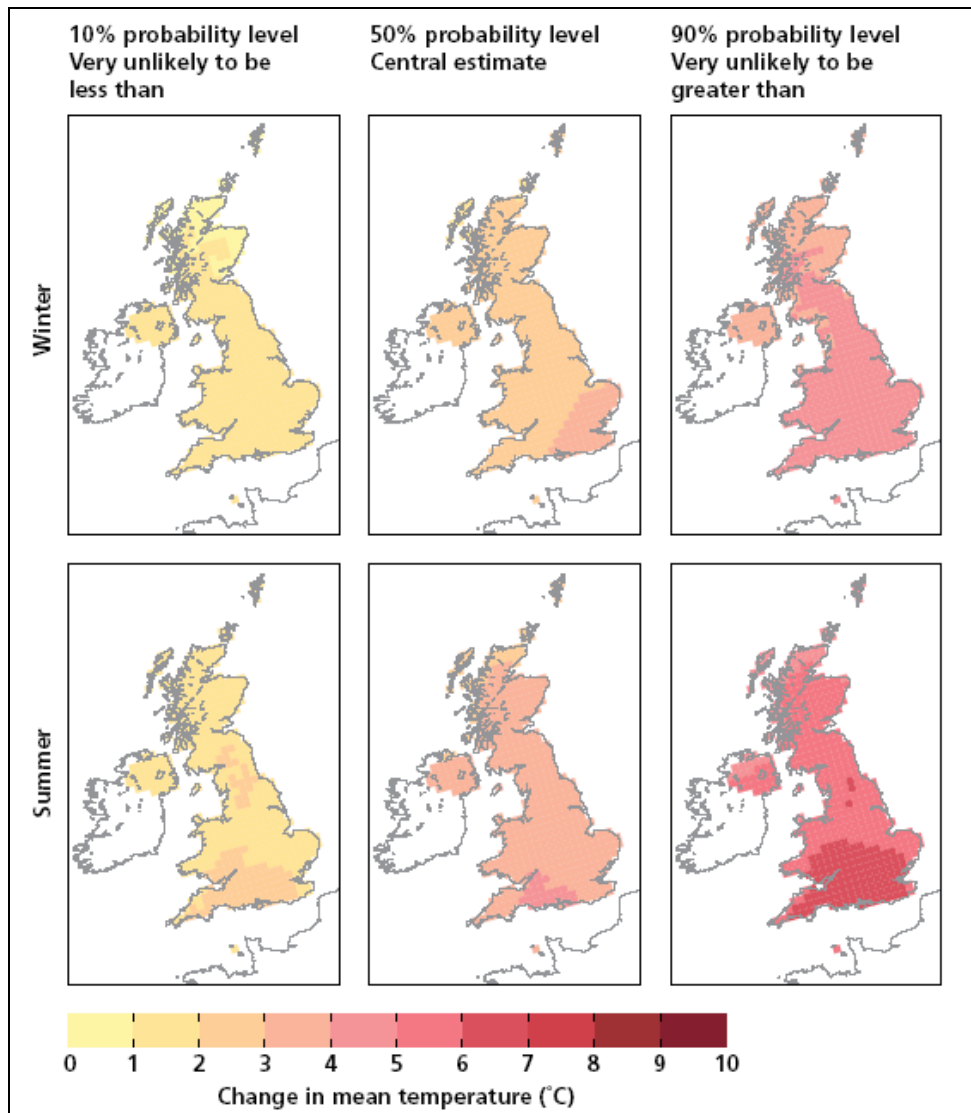 10% probability level
Very unlikely to be
less than
50% probability level
Central estimate
90% probability level
Very unlikely to be
greater than
Winter
Summer
0 1 2 3 4 5 6 7 8 9 10
Change in mean temperature (˚C)